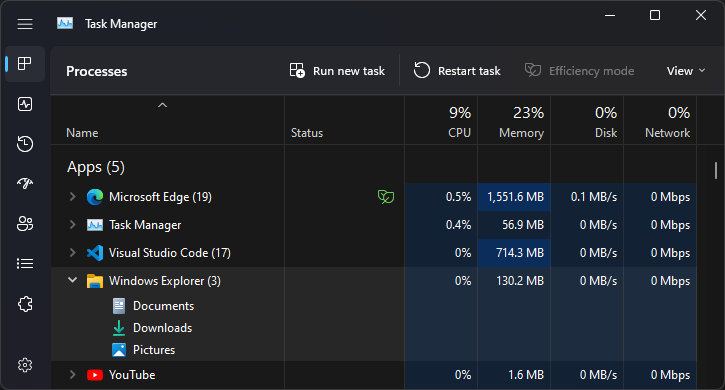 Task Manager
Processes Run new task Restart task Efficiency mode View
9% 23% 0% 0%
Name Status CPU Memory Disk Network
Apps (5)
Microsoft Edge (19) 0.5% 1,551.6 MB 0.1 MB/s 0 Mbps
Task Manager 0.4% 56.9 MB 0 MB/s 0 Mbps
Visual Studio Code (17) 0% 714.3 MB 0 MB/s 0 Mbps
Windows Explorer (3) 0% 130.2 MB 0 MB/s 0 Mbps
Documents
Downloads
Pictures
YouTube 0% 1.6 MB 0 MB/s 0 Mbps